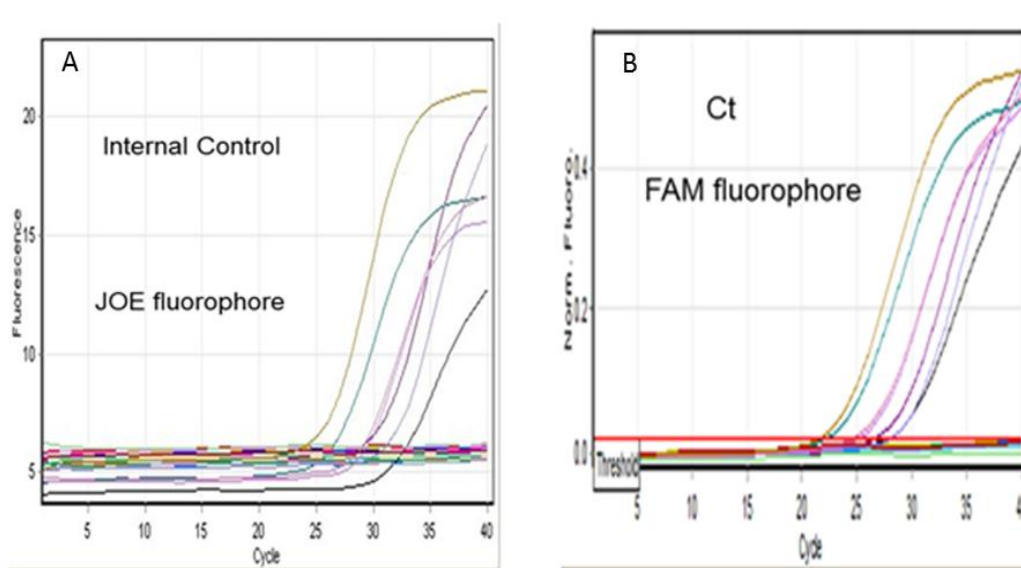 A
Internal Control
JOE fluorophore
Fluorescence
20
15
10
5
5 10 15 20 25 30 35 40
Cycle
B
Ct
FAM fluorophore
Norm. Fluoro.
0.4
0.2
0.0
Threshold
5 10 15 20 25 30 35 4
Cycle